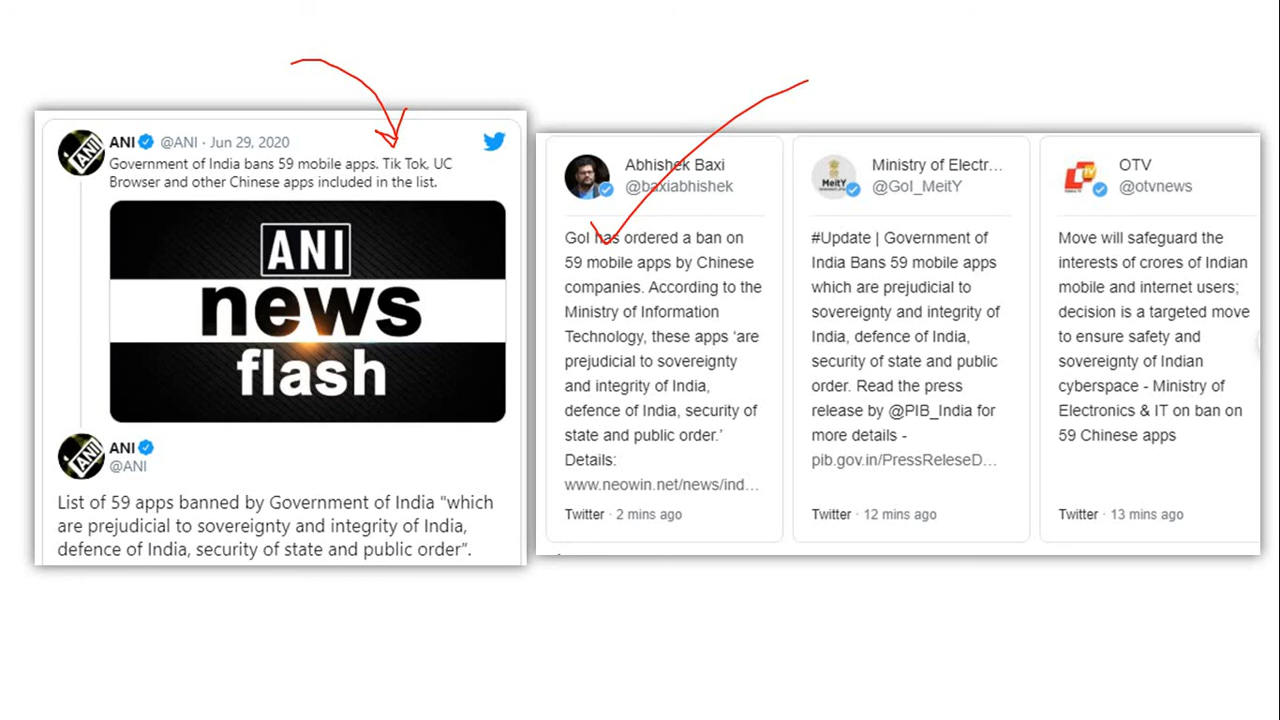 ANI @ANI · Jun 29, 2020
Government of India bans 59 mobile apps. Tik Tok, UC
Browser and other Chinese apps included in the list.
ANI
news
flash
ANI
@ANI
List of 59 apps banned by Government of India "which
are prejudicial to sovereignty and integrity of India,
defence of India, security of state and public order".
Abhishek Baxi
@baxiabhishek
GoI has ordered a ban on
59 mobile apps by Chinese
companies. According to the
Ministry of Information
Technology, these apps ‘are
prejudicial to sovereignty
and integrity of India,
defence of India, security of
state and public order.’
Details:
www.neowin.net/news/ind...
Twitter · 2 mins ago
Ministry of Electr...
@GoI_MeitY
MeitY
#Update | Government of
India Bans 59 mobile apps
which are prejudicial to
sovereignty and integrity of
India, defence of India,
security of state and public
order. Read the press
release by @PIB_India for
more details -
pib.gov.in/PressReleseD...
Twitter · 12 mins ago
OTV
@otvnews
Move will safeguard the
interests of crores of Indian
mobile and internet users;
decision is a targeted move
to ensure safety and
sovereignty of Indian
cyberspace - Ministry of
Electronics & IT on ban on
59 Chinese apps
Twitter · 13 mins ago